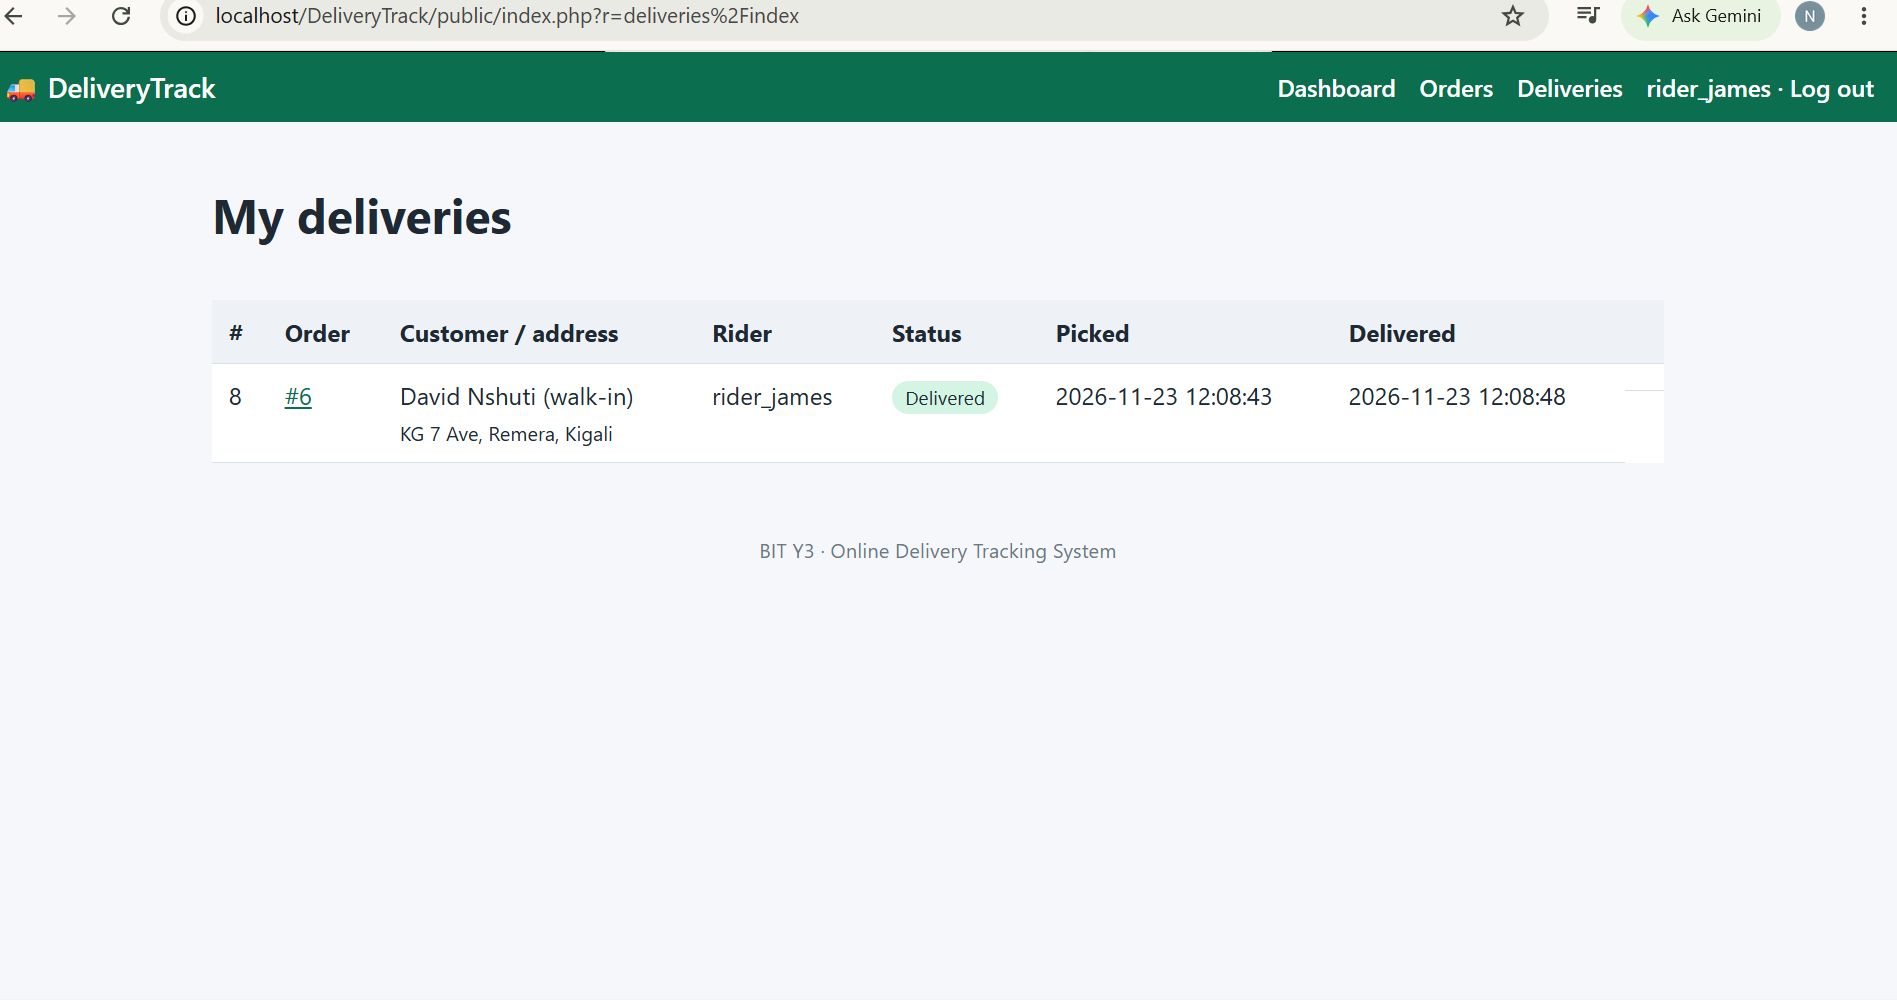 localhost/DeliveryTrack/public/index.php?r=deliveries%2Findex
Ask Gemini
N
DeliveryTrack
Dashboard Orders Deliveries rider_james · Log out
My deliveries
# Order Customer / address Rider Status Picked Delivered
8 #6 David Nshuti (walk-in) rider_james Delivered 2026-11-23 12:08:43 2026-11-23 12:08:48
KG 7 Ave, Remera, Kigali
BIT Y3 · Online Delivery Tracking System